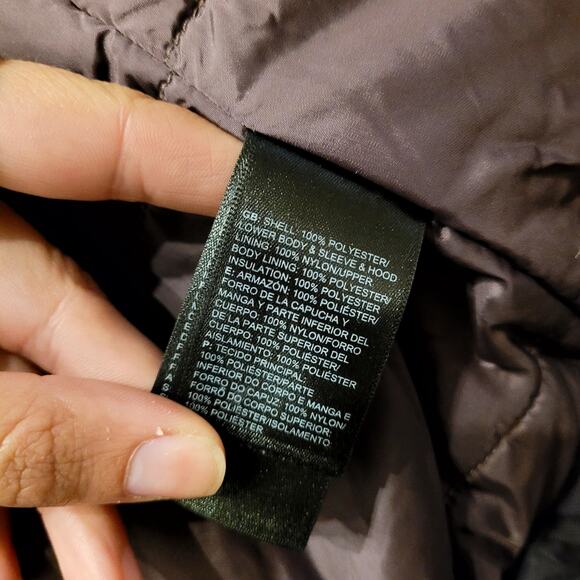 GB: SHELL: 100% POLYESTER/
LOWER BODY & SLEEVE & HOOD
LINING: 100% NYLON/UPPER
BODY LINING: 100% POLYESTER/
INSULATION: 100% POLYESTER
E: ARMAZÓN: 100% POLIÉSTER/
FORRO DE LA CAPUCHA Y
MANGA Y PARTE INFERIOR DEL
CUERPO: 100% NYLON/FORRO
DE LA PARTE SUPERIOR DEL
CUERPO: 100% POLIÉSTER/
AISLAMIENTO: 100% POLIÉSTER
P: TECIDO PRINCIPAL:
100% POLIÉSTER/PARTE
INFERIOR DO CORPO E MANGA E
FORRO DO CAPUZ: 100% NYLON/
FORRO DO CORPO SUPERIOR:
100% POLIÉSTER/ISOLAMENTO:
100% POLIÉSTER